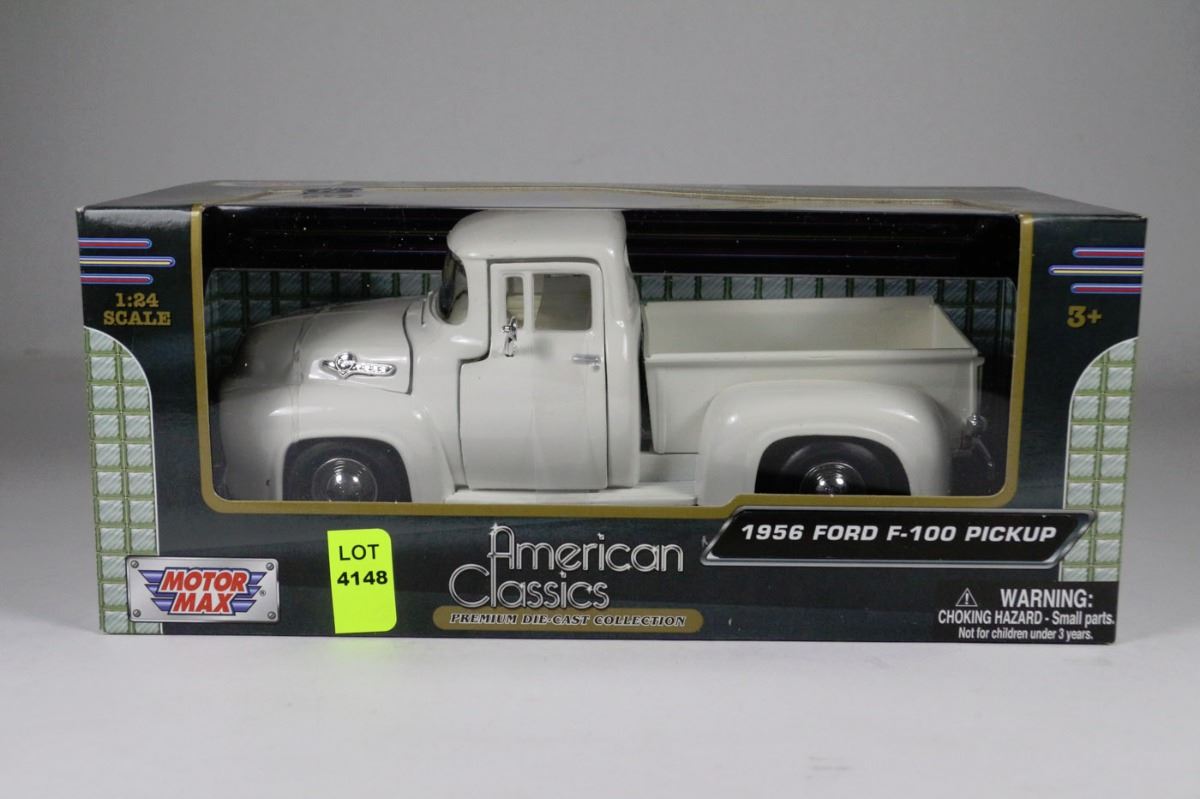 1:24
SCALE
3+
1956 FORD F-100 PICKUP
LOT
4148
American
Classics
PREMIUM DIE-CAST COLLECTION
MOTOR
MAX
®
WARNING:
CHOKING HAZARD - Small parts.
Not for children under 3 years.